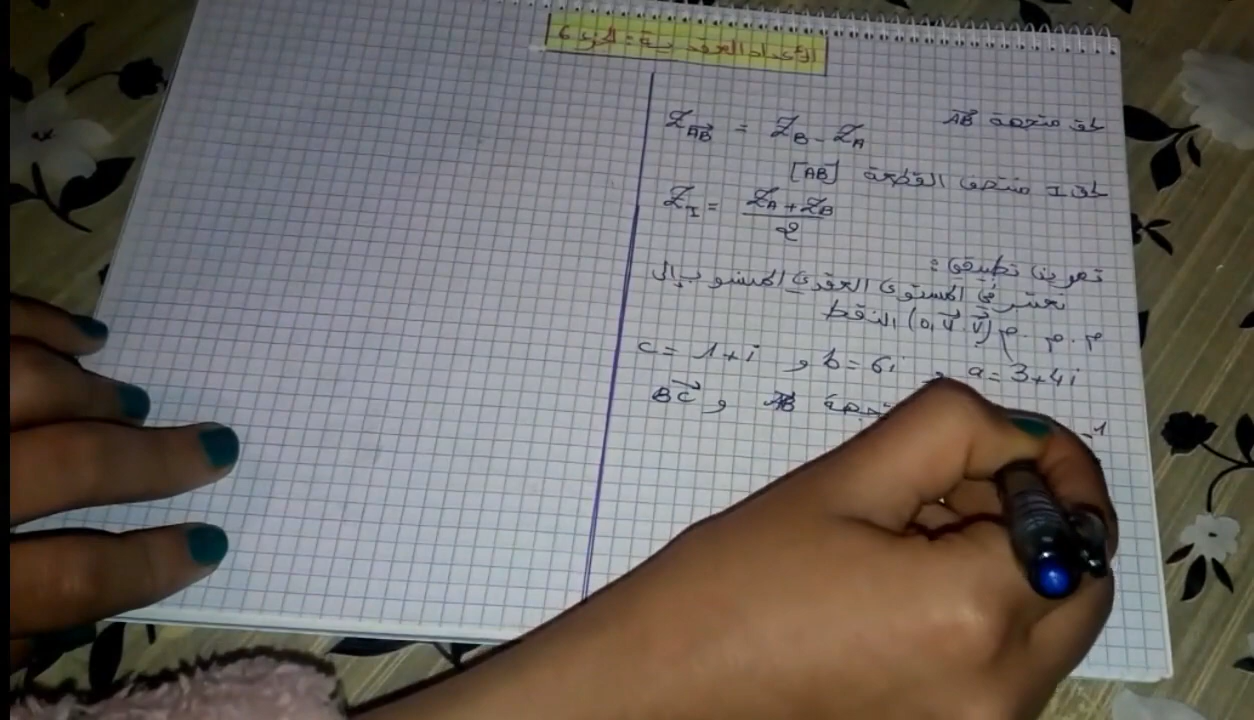 الأعداد العقدية: الجزء 6
لحق متجهة AB
Z_AB = Z_B - Z_A
لحق I منتصف القطعة [AB]
Z_I = (Z_A + Z_B) / 2
تمرين تطبيقي :
نعتبر في المستوى العقدي المنسوب إلى
م . م . م (O, U, V) النقط
a = 3+4i و b = 6i و c = 1+i
1- AB و BC